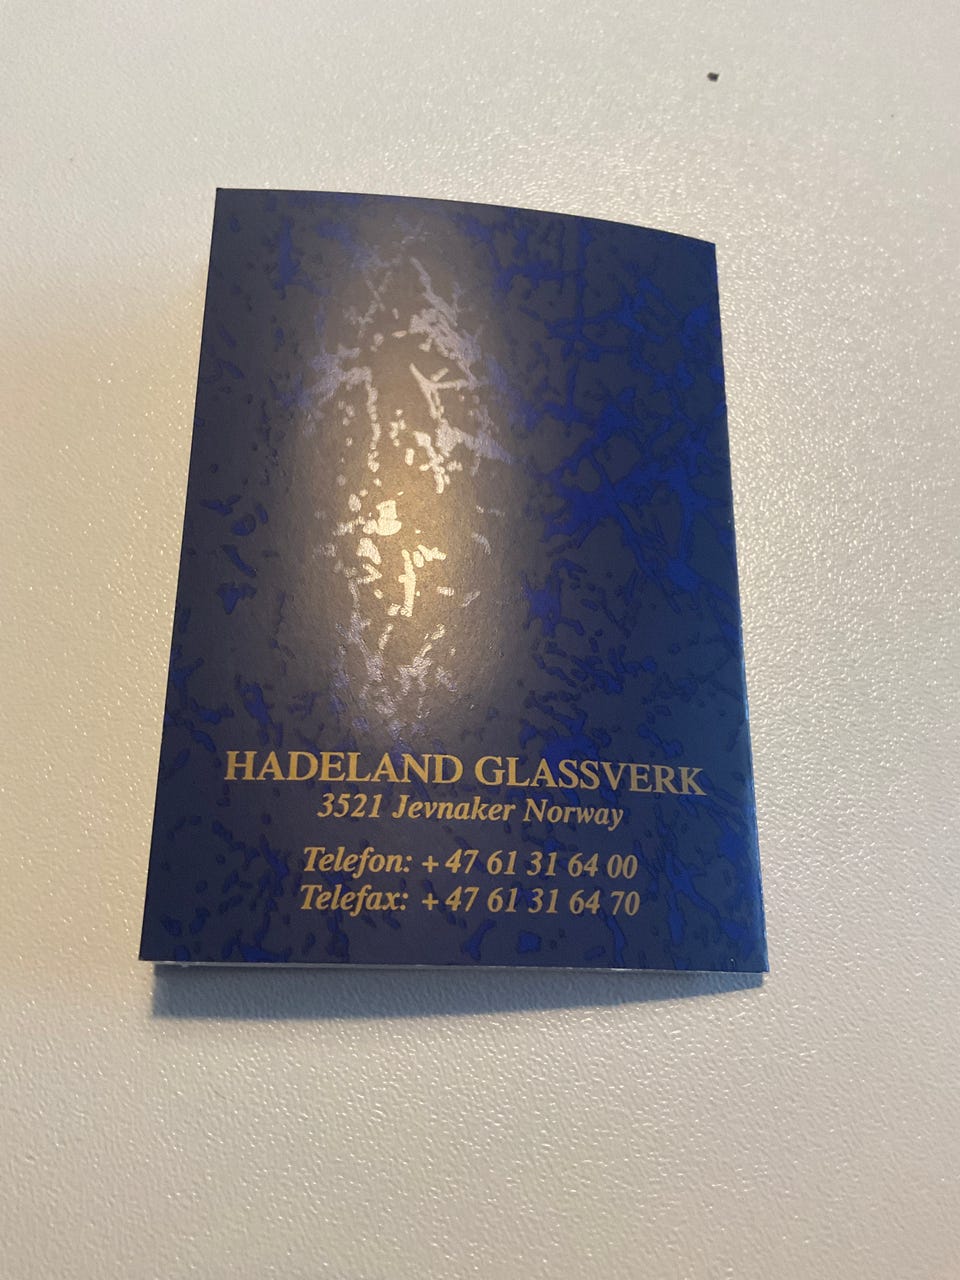 HADELAND GLASSVERK
3521 Jevnaker Norway
Telefon: + 47 61 31 64 00
Telefax: + 47 61 31 64 70